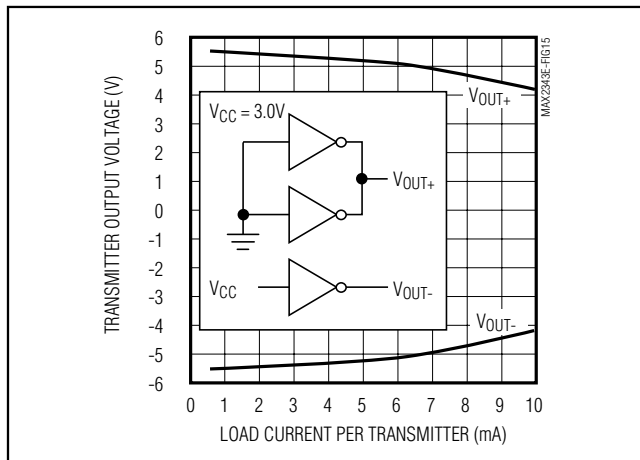 TRANSMITTER OUTPUT VOLTAGE (V)
6
5
4
3
2
1
0
-1
-2
-3
-4
-5
-6
VCC = 3.0V
VOUT+
VCC
VOUT-
VOUT+
VOUT-
MAX2343E-FIG15
0 1 2 3 4 5 6 7 8 9 10
LOAD CURRENT PER TRANSMITTER (mA)